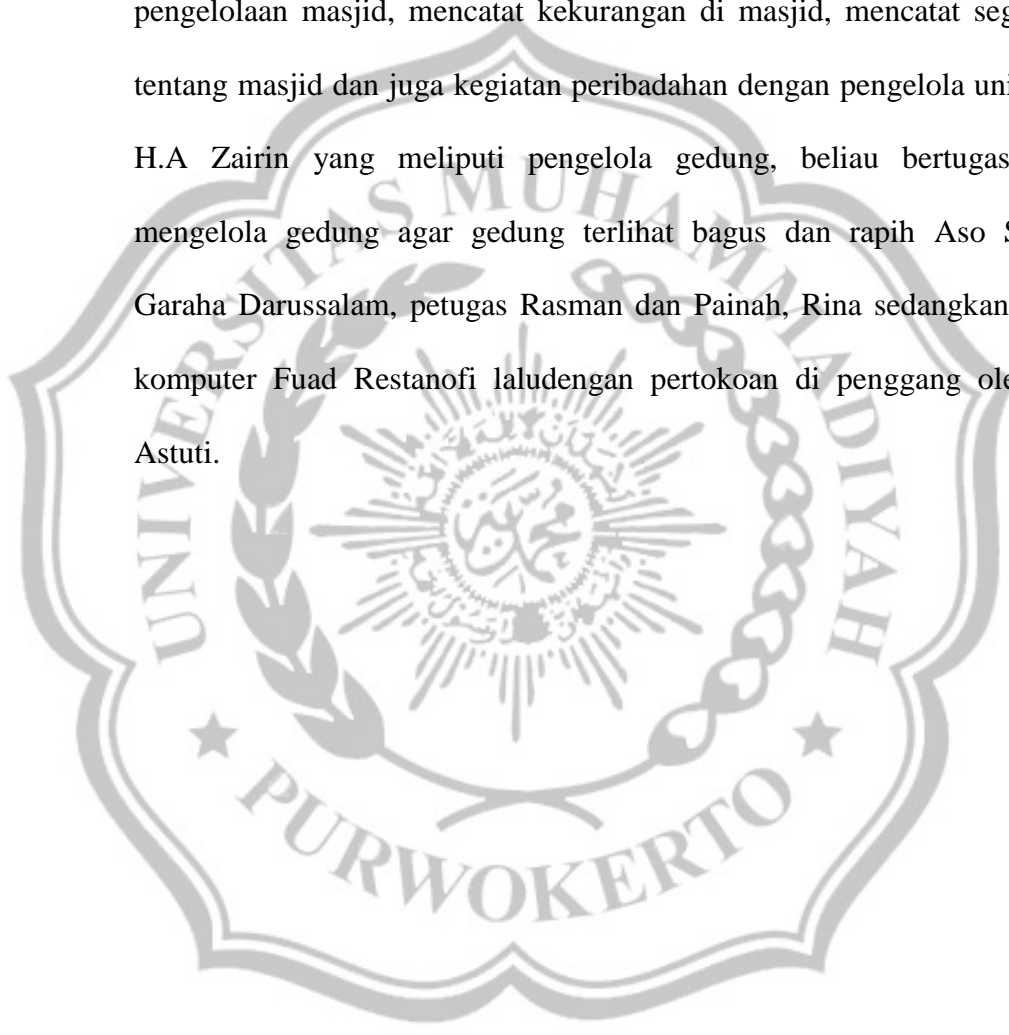 pengelolaan masjid, mencatat kekurangan di masjid, mencatat seg
tentang masjid dan juga kegiatan peribadahan dengan pengelola uni
H.A Zairin yang meliputi pengelola gedung, beliau bertugas
mengelola gedung agar gedung terlihat bagus dan rapih Aso S
Garaha Darussalam, petugas Rasman dan Painah, Rina sedangkan
komputer Fuad Restanofi laludengan pertokoan di penggang ole
Astuti.
UNIVERSITAS MUHAMMADIYAH
PURWOKERTO